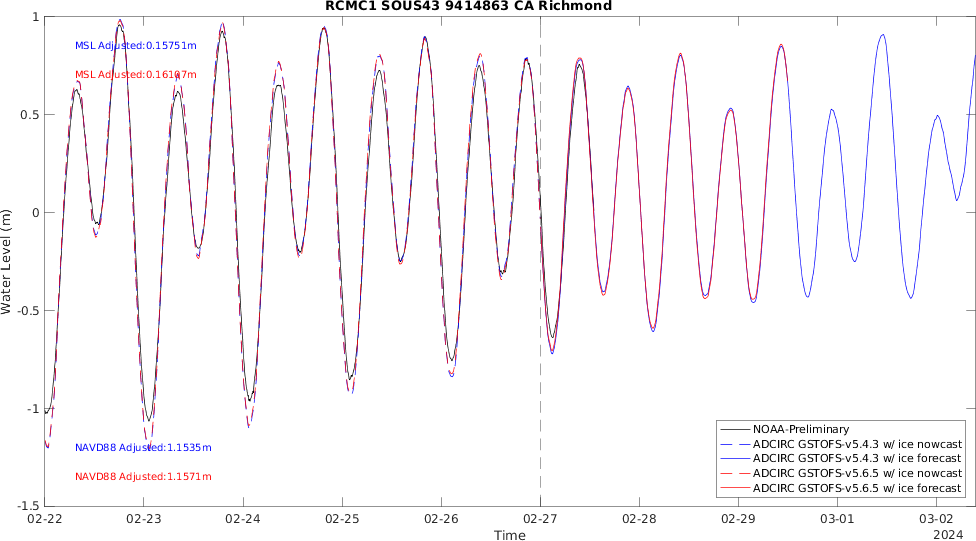 RCMC1 SOUS43 9414863 CA Richmond
MSL Adjusted:0.15751m
MSL Adjusted:0.16107m
NAVD88 Adjusted:1.1535m
NAVD88 Adjusted:1.1571m
Water Level (m)
1
0.5
0
-0.5
-1
-1.5
NOAA-Preliminary
ADCIRC GSTOFS-v5.4.3 w/ ice nowcast
ADCIRC GSTOFS-v5.4.3 w/ ice forecast
ADCIRC GSTOFS-v5.6.5 w/ ice nowcast
ADCIRC GSTOFS-v5.6.5 w/ ice forecast
02-22 02-23 02-24 02-25 02-26 02-27 02-28 02-29 03-01 03-02
Time
2024